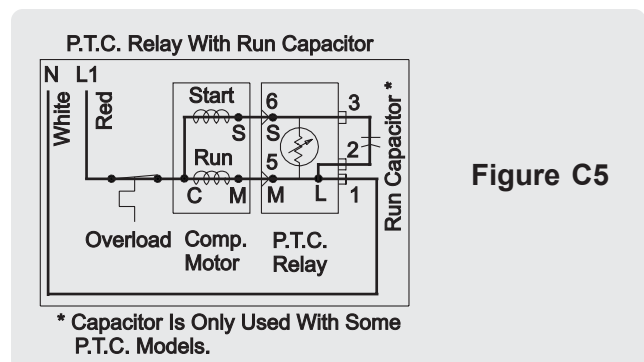 P.T.C. Relay With Run Capacitor
N L1
White
Red
Start
S
Run
C M
6
S
5
M
L
3
2
1
Run Capacitor *
Overload
Comp.
Motor
P.T.C.
Relay
Figure C5
* Capacitor Is Only Used With Some
P.T.C. Models.